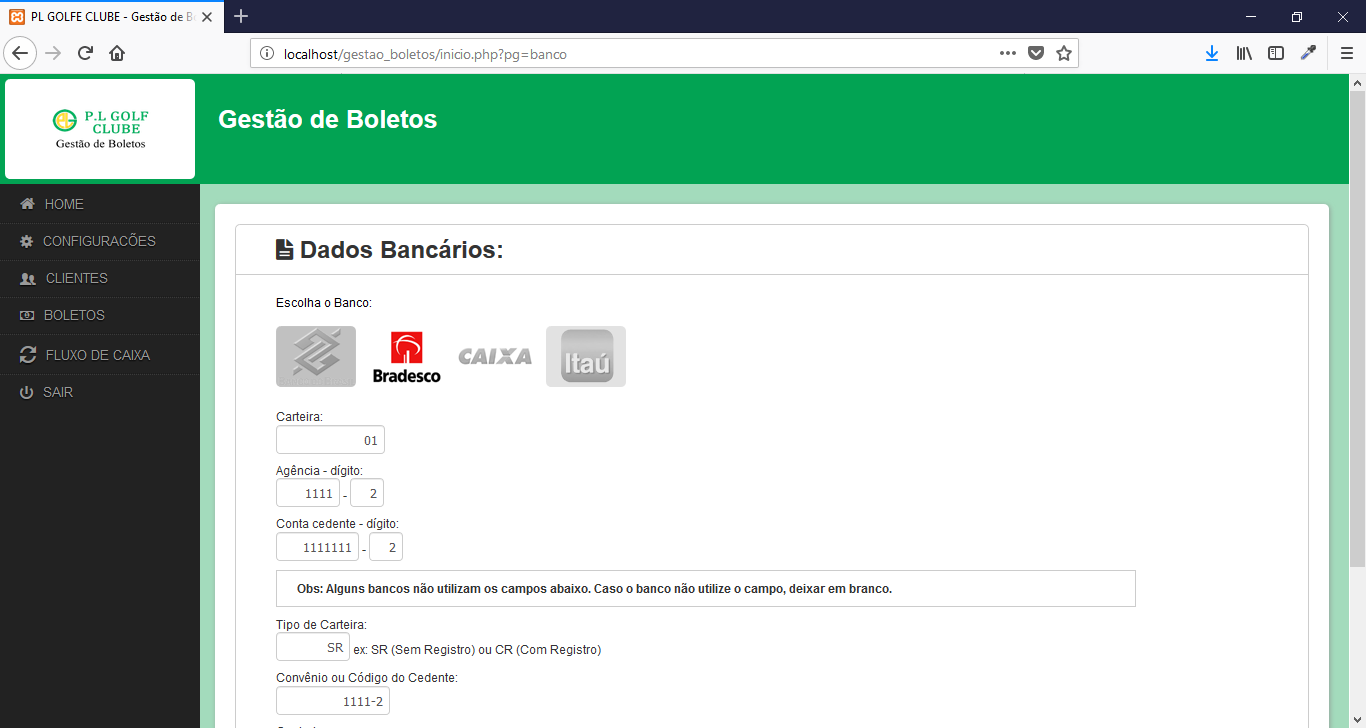 PL GOLFE CLUBE - Gestão de B
localhost/gestao_boletos/inicio.php?pg=banco
P.L GOLF
CLUBE
Gestão de Boletos
Gestão de Boletos
HOME
CONFIGURACÕES
CLIENTES
BOLETOS
FLUXO DE CAIXA
SAIR
Dados Bancários:
Escolha o Banco:
Bradesco
CAIXA
Itaú
Carteira:
01
Agência - dígito:
1111 - 2
Conta cedente - dígito:
1111111 - 2
Obs: Alguns bancos não utilizam os campos abaixo. Caso o banco não utilize o campo, deixar em branco.
Tipo de Carteira:
SR ex: SR (Sem Registro) ou CR (Com Registro)
Convênio ou Código do Cedente:
1111-2